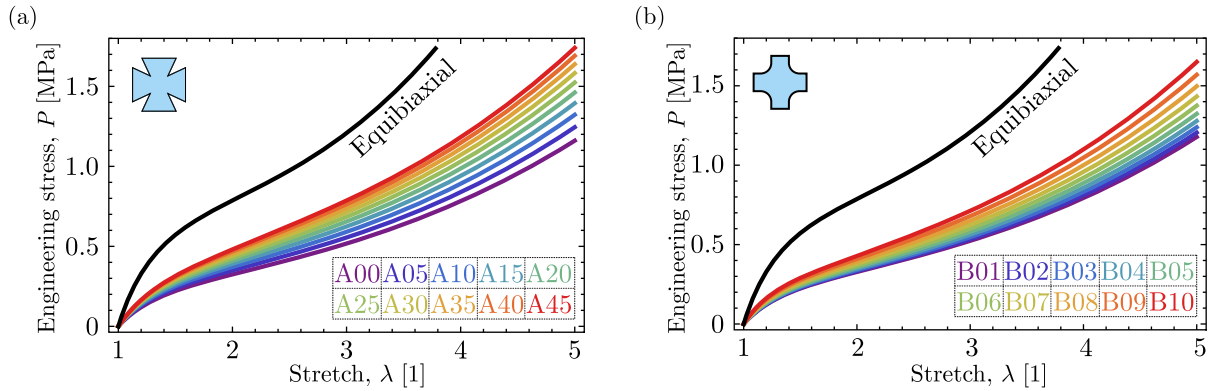 (a)
Engineering stress, P [MPa]
1.5
1.0
0.5
0
Equibiaxial
A00 A05 A10 A15 A20
A25 A30 A35 A40 A45
1 2 3 4 5
Stretch, λ [1]
(b)
Engineering stress, P [MPa]
1.5
1.0
0.5
0
Equibiaxial
B01 B02 B03 B04 B05
B06 B07 B08 B09 B10
1 2 3 4 5
Stretch, λ [1]